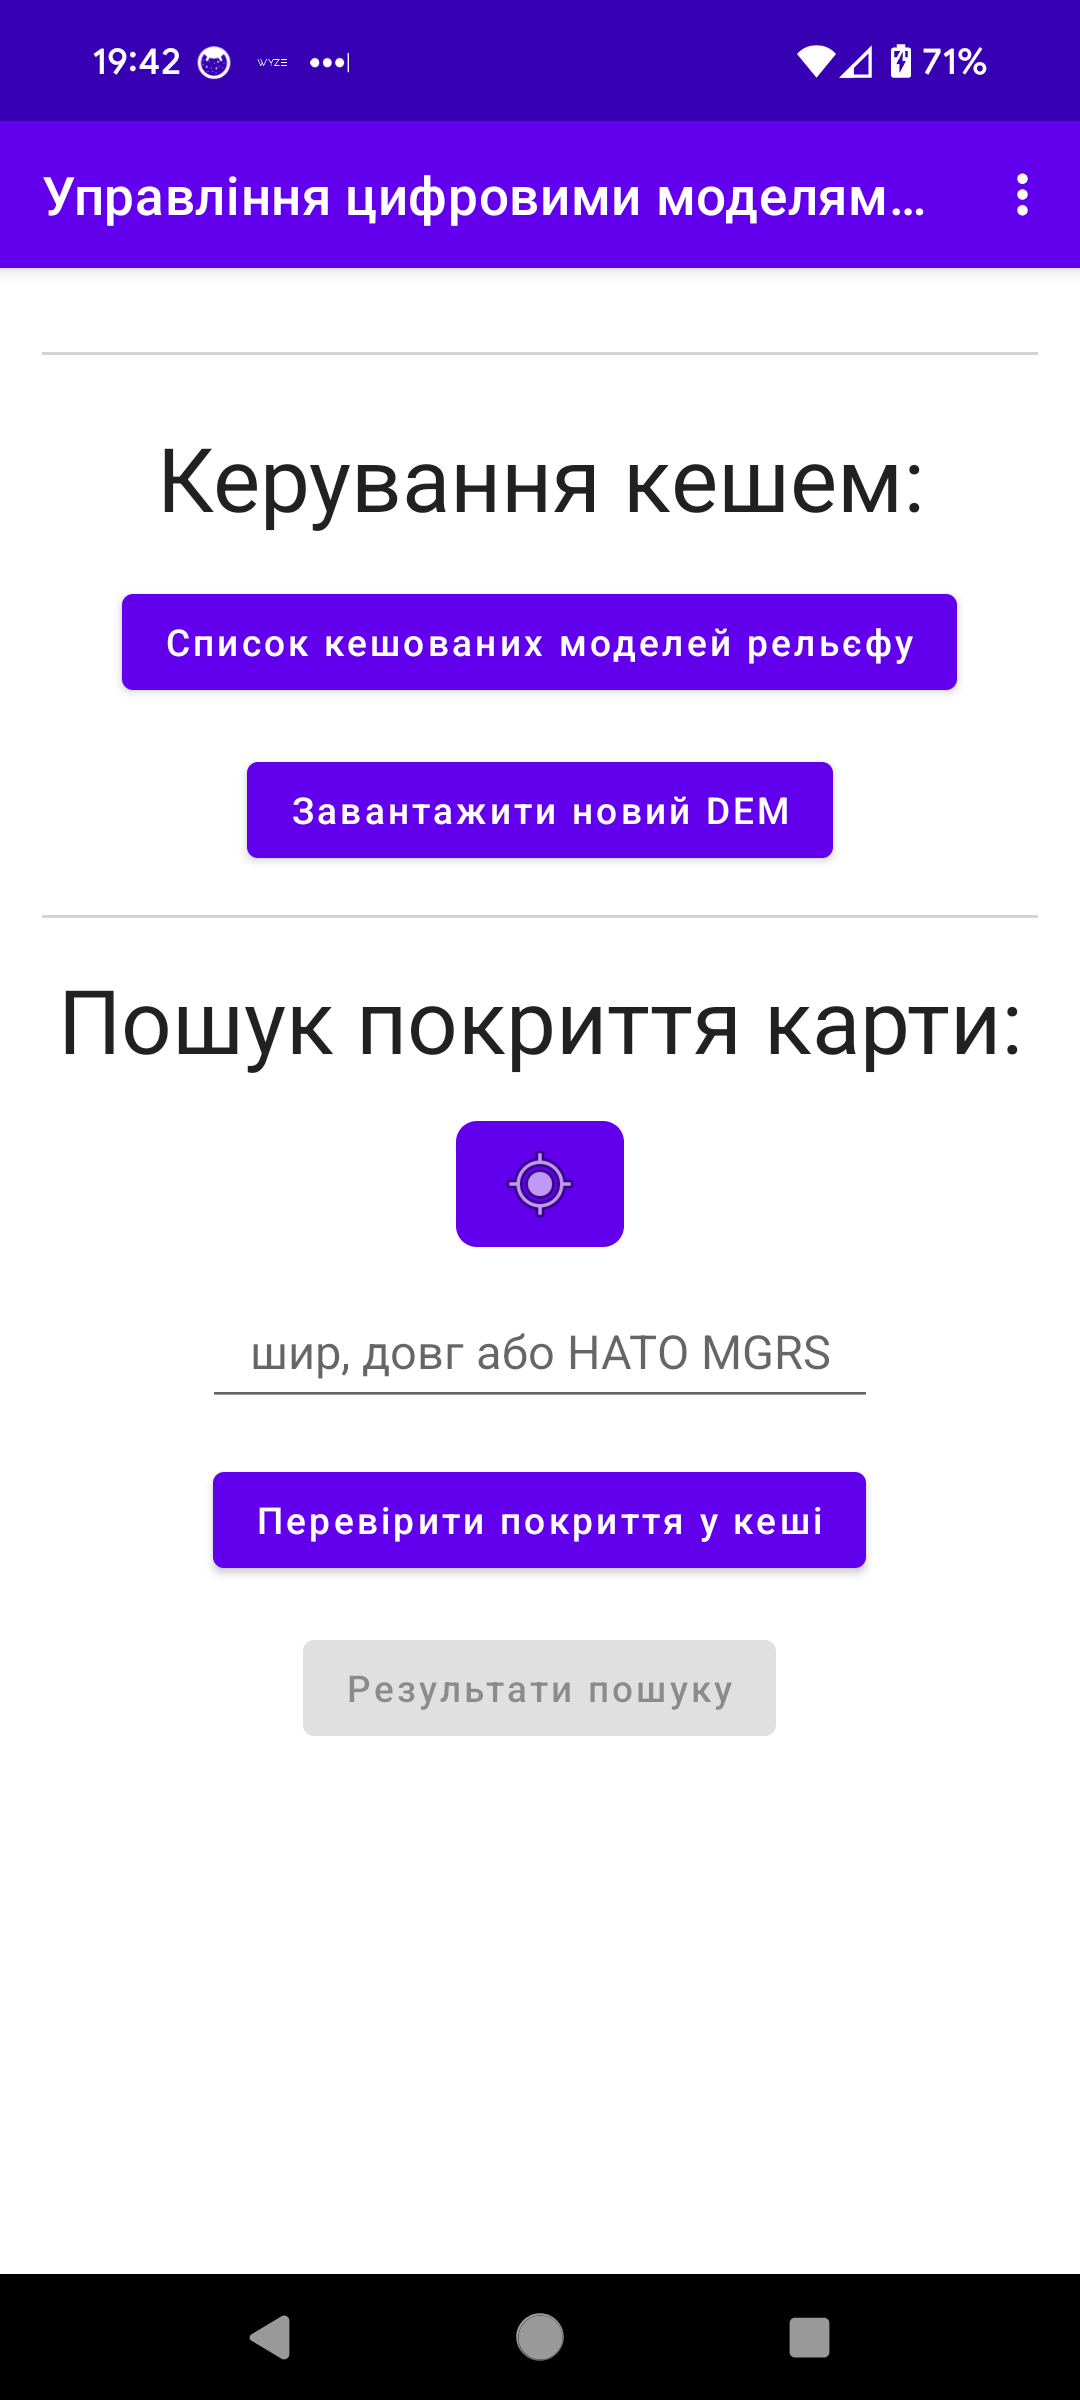 19:42 WYZE 71%
Управління цифровими моделям...
Керування кешем:
Список кешованих моделей рельєфу
Завантажити новий DEM
Пошук покриття карти:
шир, довг або НАТО MGRS
Перевірити покриття у кеші
Результати пошуку